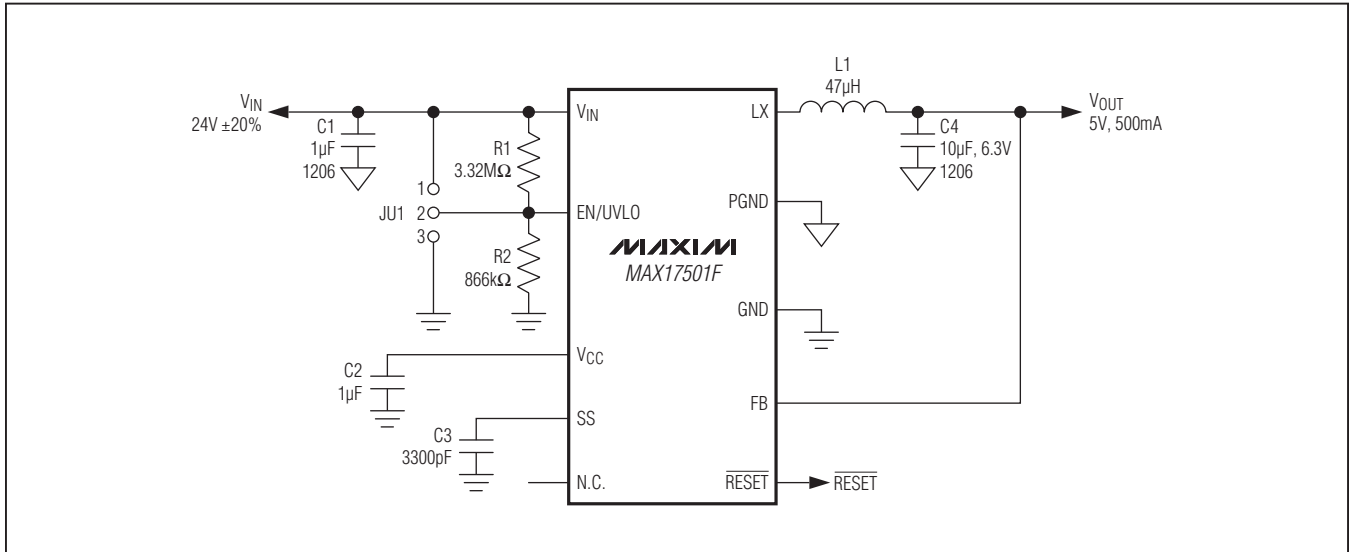 VIN
24V ±20%
C1
1µF
1206
JU1
1
2
3
R1
3.32MΩ
R2
866kΩ
C2
1µF
C3
3300pF
VIN
EN/UVLO
VCC
SS
N.C.
MAXIM
MAX17501F
LX
PGND
GND
FB
RESET
RESET
L1
47µH
C4
10µF, 6.3V
1206
VOUT
5V, 500mA